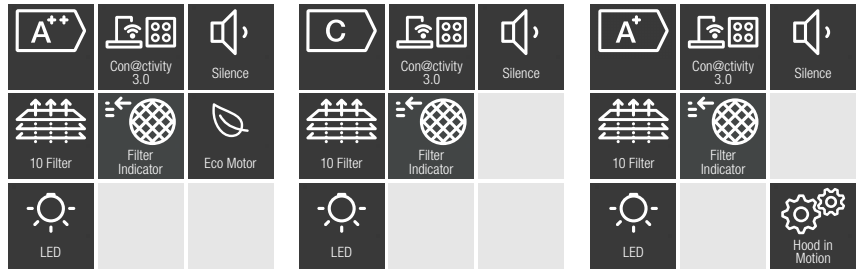 A++
Con@ctivity
3.0
Silence
10 Filter
Filter
Indicator
Eco Motor
LED
C
Con@ctivity
3.0
Silence
10 Filter
Filter
Indicator
LED
A+
Con@ctivity
3.0
Silence
10 Filter
Filter
Indicator
LED
Hood in
Motion